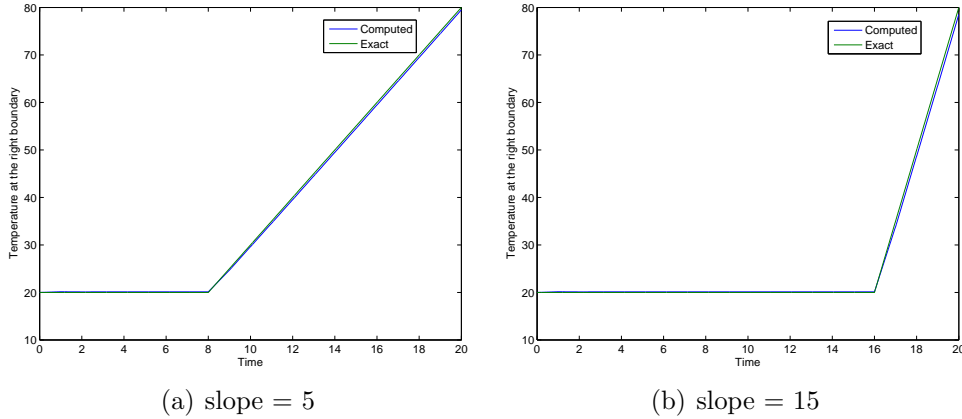 80
70
60
50
40
30
20
10
Temperature at the right boundary
Computed
Exact
0 2 4 6 8 10 12 14 16 18 20
Time
(a) slope = 5
80
70
60
50
40
30
20
10
Temperature at the right boundary
Computed
Exact
0 2 4 6 8 10 12 14 16 18 20
Time
(b) slope = 15